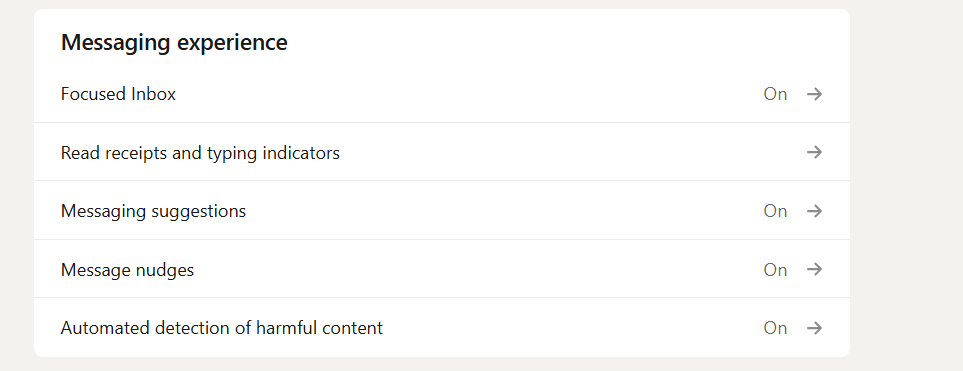 Messaging experience
Focused Inbox On
Read receipts and typing indicators
Messaging suggestions On
Message nudges On
Automated detection of harmful content On